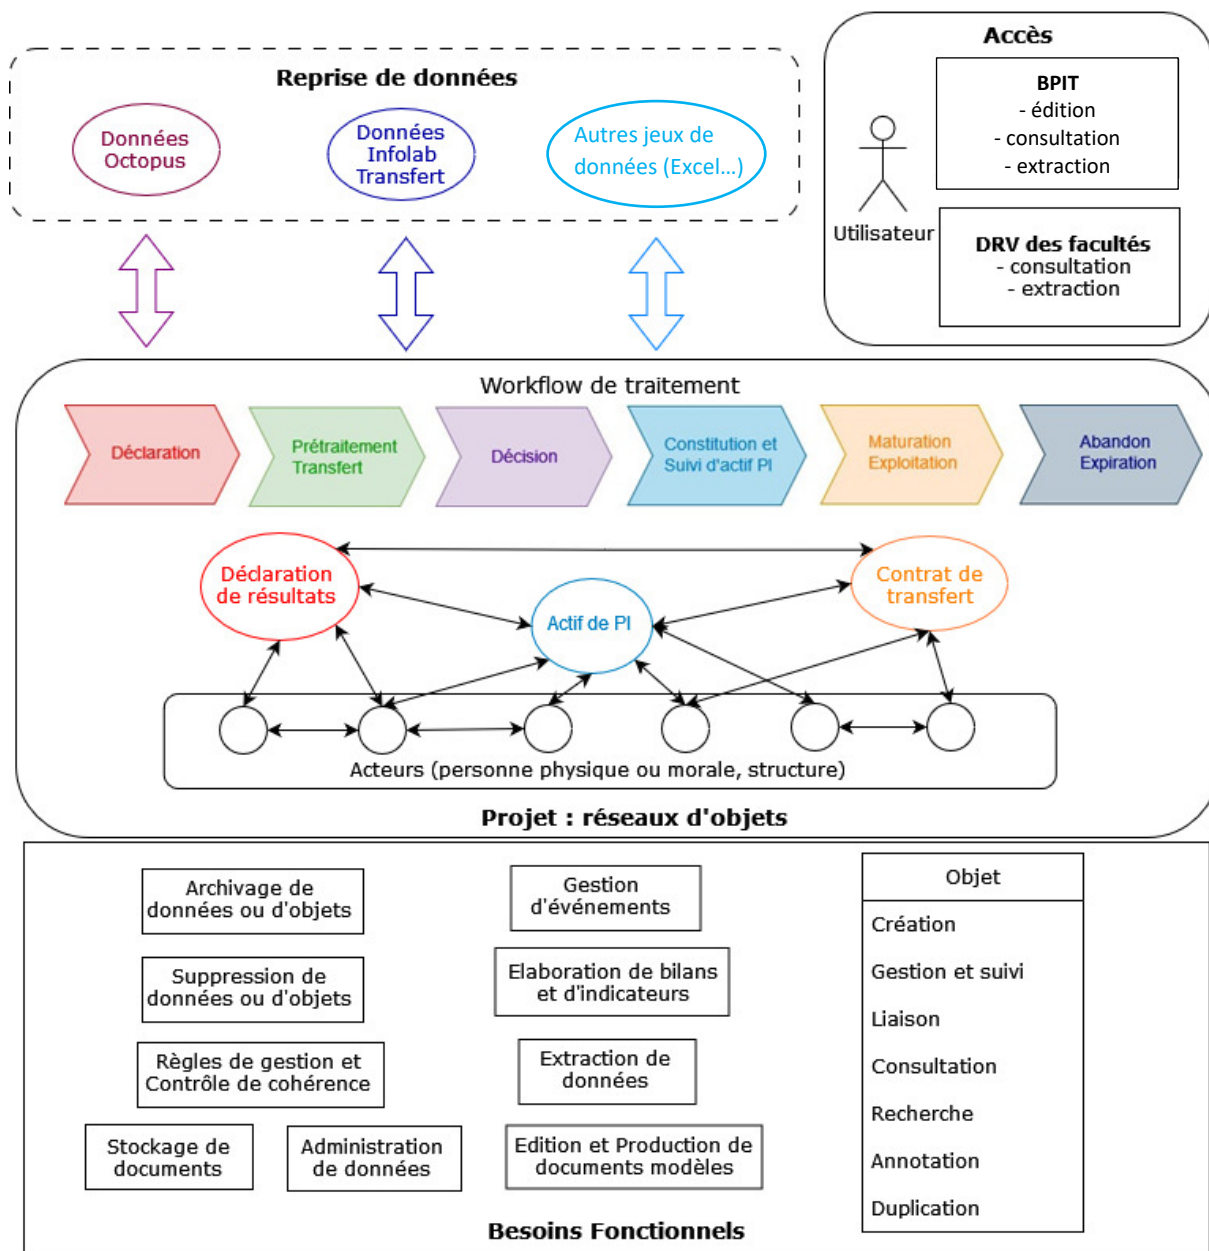 Reprise de données
Données
Octopus
Données
Infolab
Transfert
Autres jeux de
données (Excel...)
Accès
Utilisateur
BPIT
- édition
- consultation
- extraction
DRV des facultés
- consultation
- extraction
Workflow de traitement
Déclaration
Prétraitement
Transfert
Décision
Constitution et
Suivi d'actif PI
Maturation
Exploitation
Abandon
Expiration
Déclaration
de résultats
Actif de PI
Contrat de
transfert
Acteurs (personne physique ou morale, structure)
Projet : réseaux d'objets
Archivage de
données ou d'objets
Suppression de
données ou d'objets
Règles de gestion et
Contrôle de cohérence
Stockage de
documents
Administration
de données
Gestion
d'événements
Elaboration de bilans
et d'indicateurs
Extraction de
données
Edition et Production de
documents modèles
Objet
Création
Gestion et suivi
Liaison
Consultation
Recherche
Annotation
Duplication
Besoins Fonctionnels